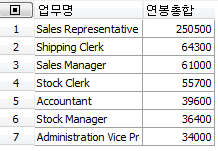 업무명 연봉총합
1 Sales Representative 250500
2 Shipping Clerk 64300
3 Sales Manager 61000
4 Stock Clerk 55700
5 Accountant 39600
6 Stock Manager 36400
7 Administration Vice Pr 34000